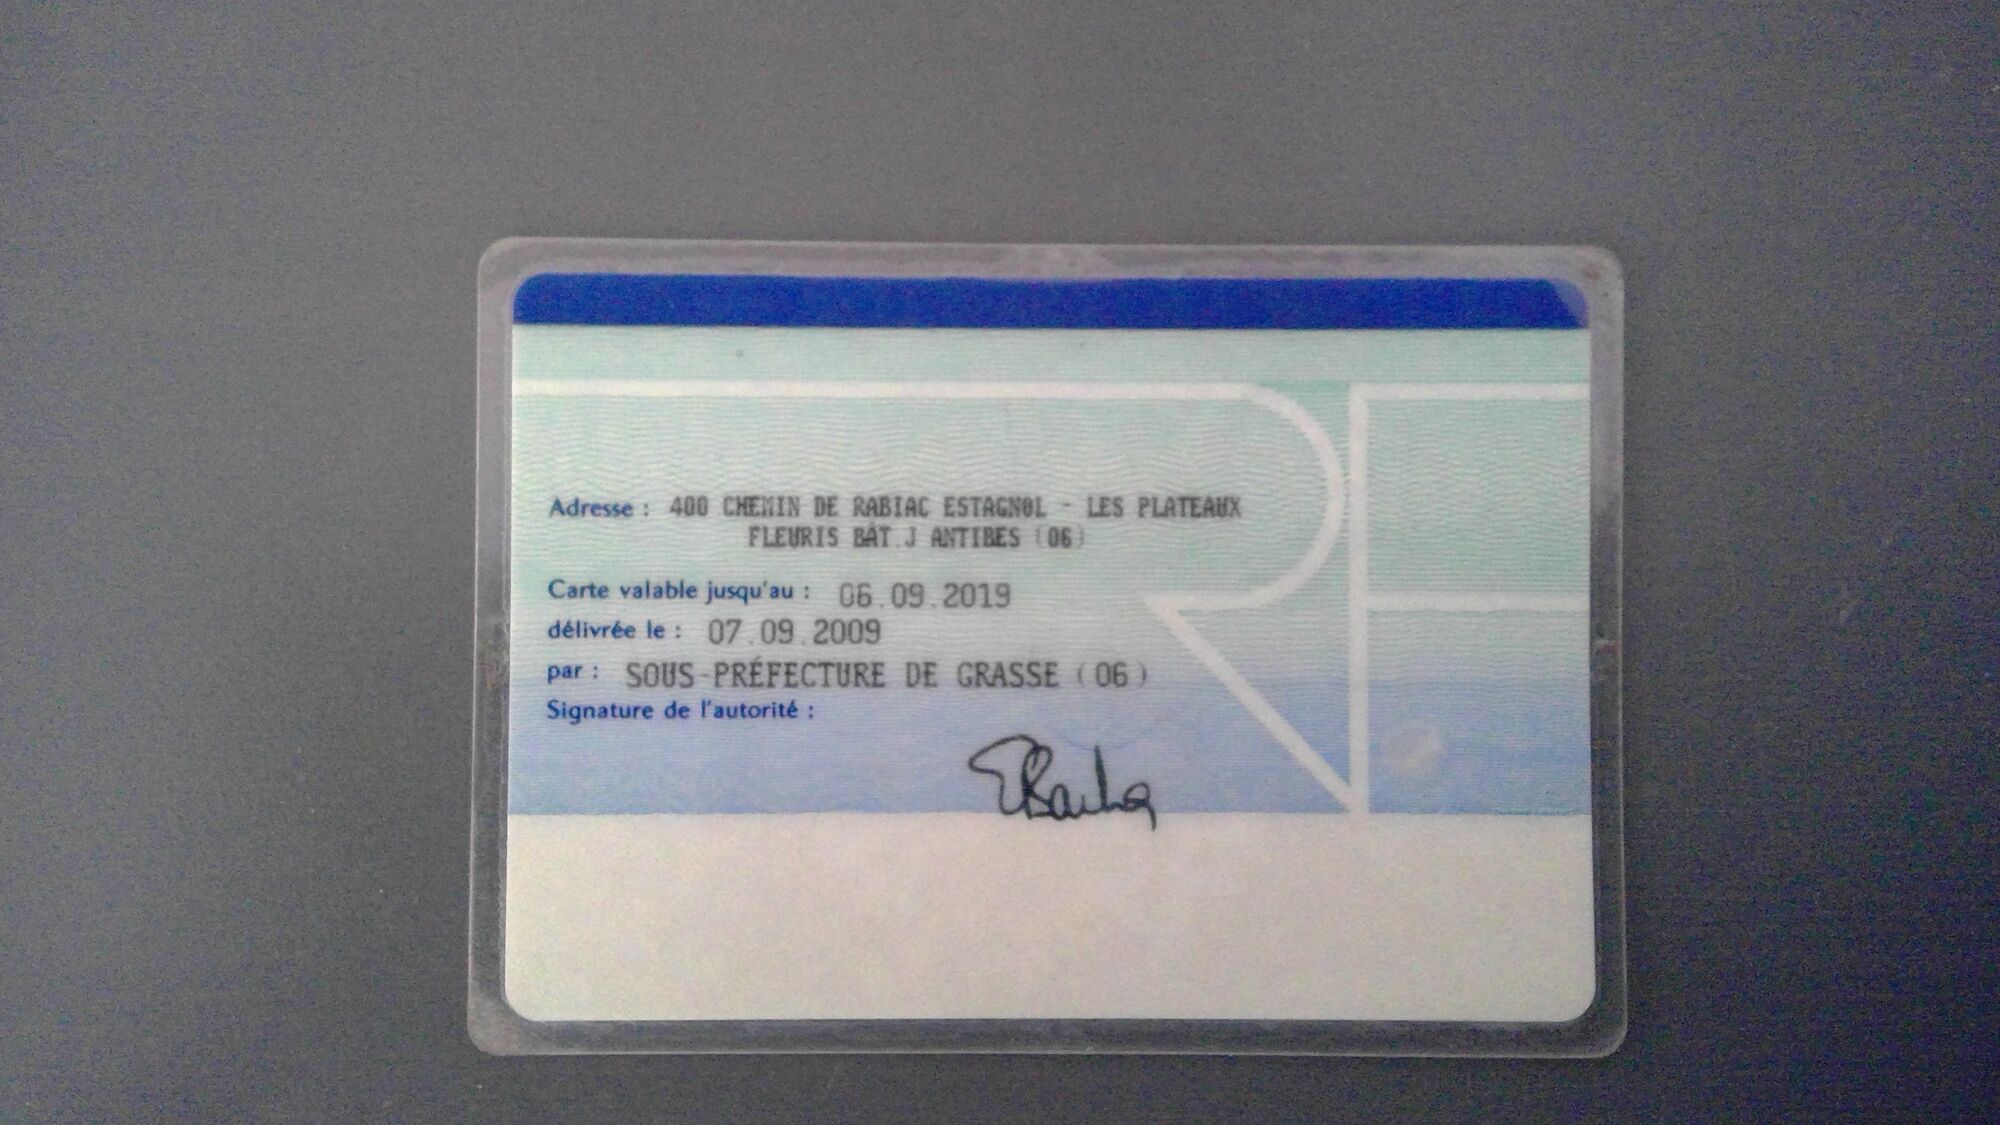 Adresse : 400 CHEMIN DE RABIAC ESTAGNOL - LES PLATEAUX
FLEURIS BÂT.J ANTIBES (06)
Carte valable jusqu'au : 06.09.2019
délivrée le : 07.09.2009
par : SOUS-PRÉFECTURE DE GRASSE (06)
Signature de l'autorité :